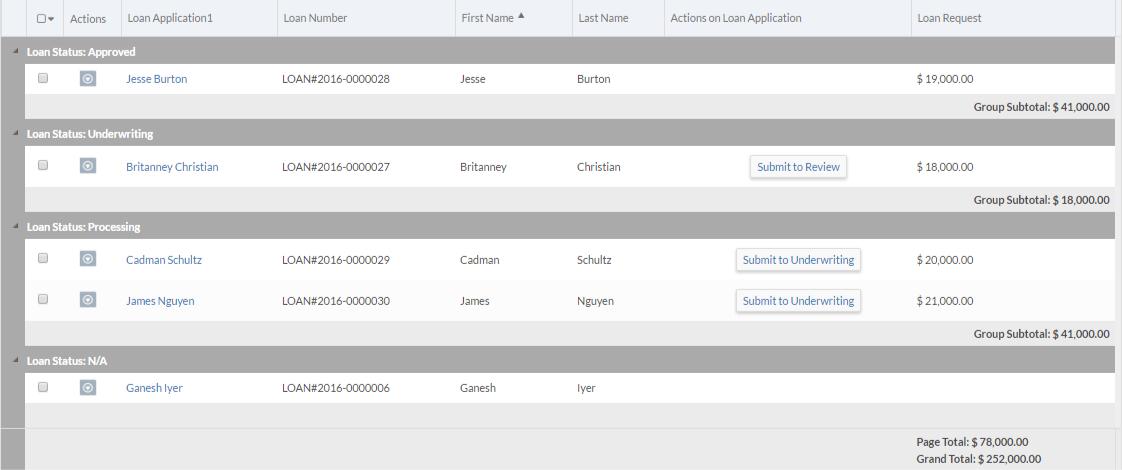 Actions Loan Application1 Loan Number First Name Last Name Actions on Loan Application Loan Request
Loan Status: Approved
Jesse Burton LOAN#2016-0000028 Jesse Burton $ 19,000.00
Group Subtotal: $ 41,000.00
Loan Status: Underwriting
Britanney Christian LOAN#2016-0000027 Britanney Christian Submit to Review $ 18,000.00
Group Subtotal: $ 18,000.00
Loan Status: Processing
Cadman Schultz LOAN#2016-0000029 Cadman Schultz Submit to Underwriting $ 20,000.00
James Nguyen LOAN#2016-0000030 James Nguyen Submit to Underwriting $ 21,000.00
Group Subtotal: $ 41,000.00
Loan Status: N/A
Ganesh Iyer LOAN#2016-0000006 Ganesh Iyer
Page Total: $ 78,000.00
Grand Total: $ 252,000.00